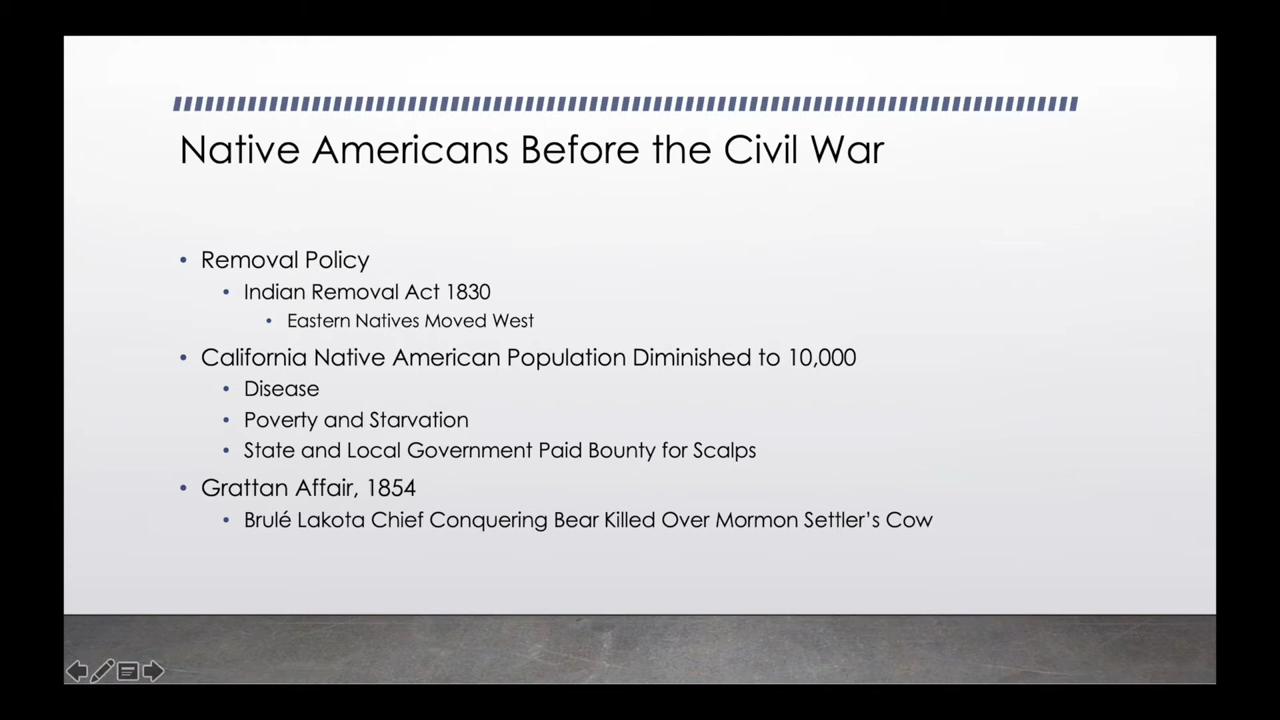 Native Americans Before the Civil War
• Removal Policy
• Indian Removal Act 1830
• Eastern Natives Moved West
• California Native American Population Diminished to 10,000
• Disease
• Poverty and Starvation
• State and Local Government Paid Bounty for Scalps
• Grattan Affair, 1854
• Brulé Lakota Chief Conquering Bear Killed Over Mormon Settler’s Cow